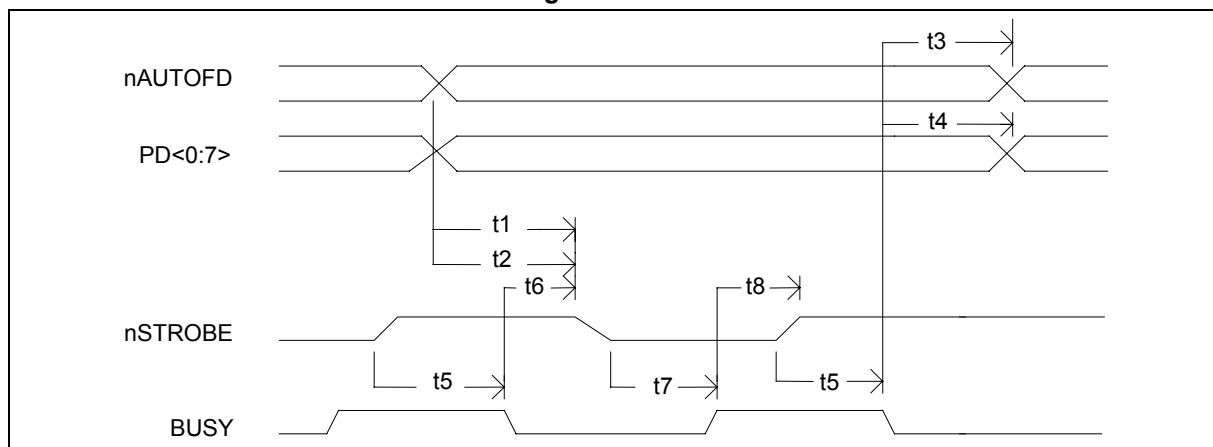 t3
nAUTOFD
t4
PD<0:7>
t1
t2
t6
t8
nSTROBE
t5
t7
t5
BUSY